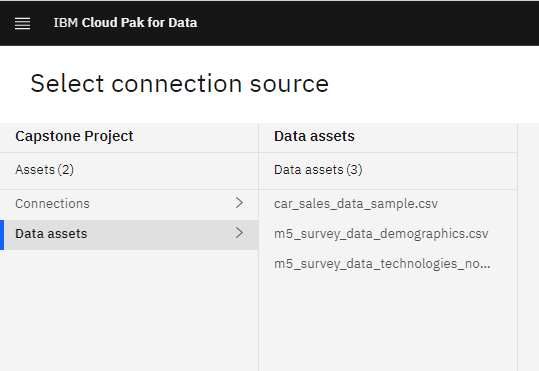 IBM Cloud Pak for Data
Select connection source
Capstone Project
Assets (2)
Connections
Data assets
Data assets
Data assets (3)
car_sales_data_sample.csv
m5_survey_data_demographics.csv
m5_survey_data_technologies_no...